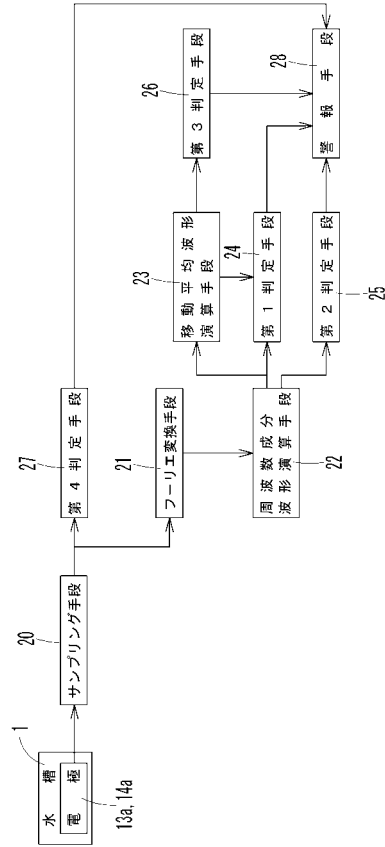 水槽
1
電極
13a, 14a
サンプリング手段
20
第4判定手段
27
フーリエ変換手段
21
周波数成分
波形演算手段
22
移動平均波形
演算手段
23
第1判定手段
24
第2判定手段
25
第3判定手段
26
警報手段
28